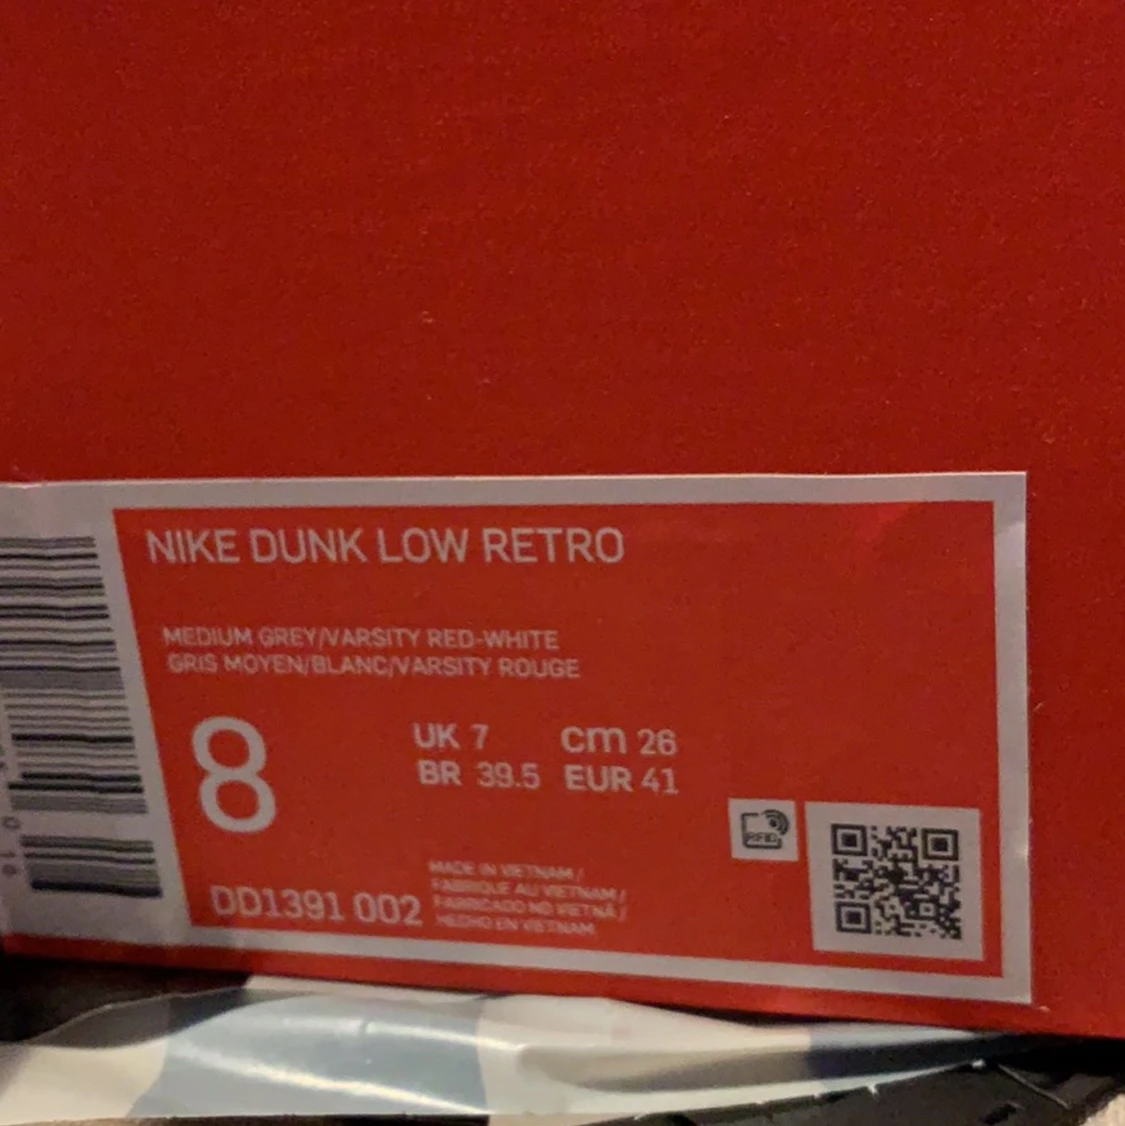 NIKE DUNK LOW RETRO
MEDIUM GREY/VARSITY RED-WHITE
GRIS MOYEN/BLANC/VARSITY ROUGE
8
UK 7 cm 26
BR 39.5 EUR 41
RFID
MADE IN VIETNAM /
FABRIQUE AU VIETNAM /
FABRICADO NO VIETNÃ /
HECHO EN VIETNAM
DD1391 002